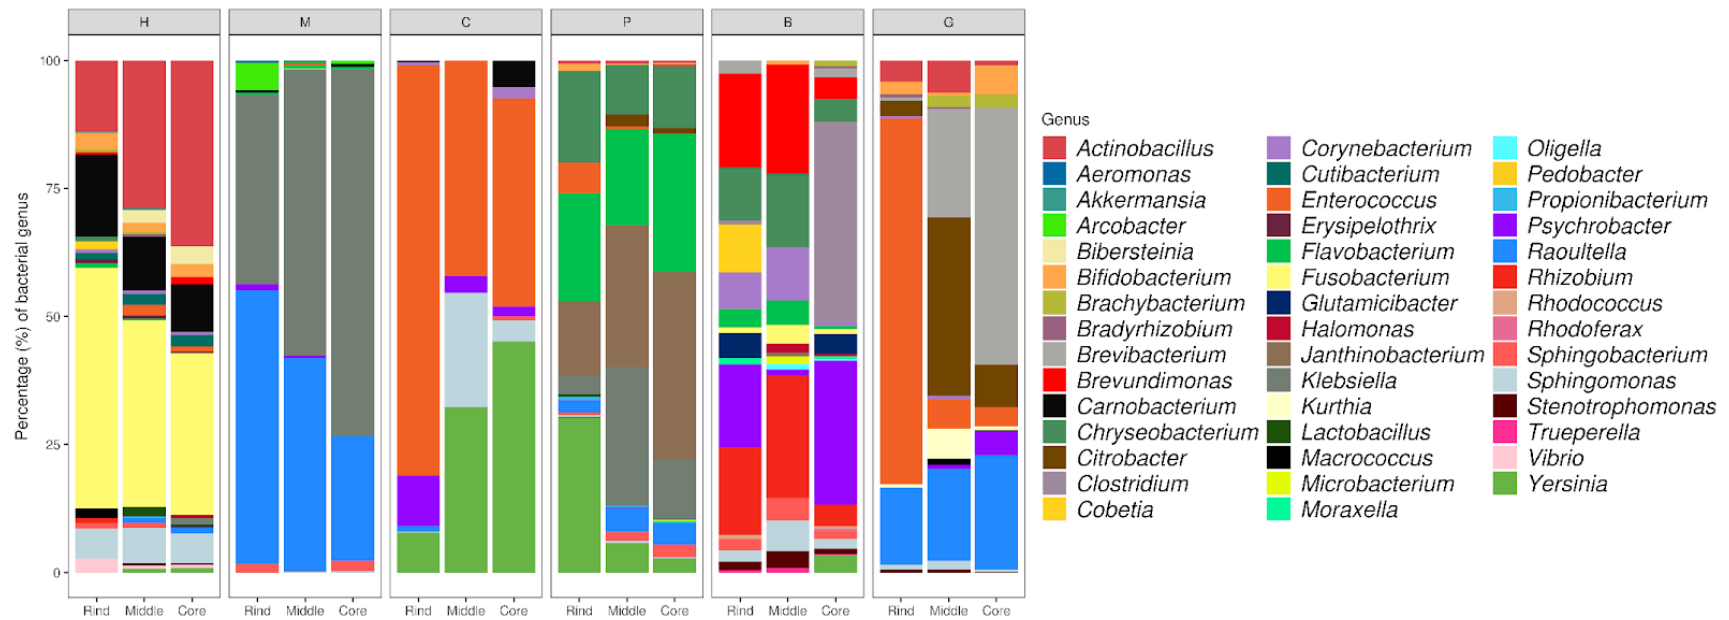 H M C P B G
Percentage (%) of bacterial genus
100
75
50
25
0
Rind Middle Core Rind Middle Core Rind Middle Core Rind Middle Core Rind Middle Core Rind Middle Core
Genus
Actinobacillus Corynebacterium Oligella
Aeromonas Cutibacterium Pedobacter
Akkermansia Enterococcus Propionibacterium
Arcobacter Erysipelothrix Psychrobacter
Bibersteinia Flavobacterium Raoultella
Bifidobacterium Fusobacterium Rhizobium
Brachybacterium Glutamicibacter Rhodococcus
Bradyrhizobium Halomonas Rhodoferax
Brevibacterium Janthinobacterium Sphingobacterium
Brevundimonas Klebsiella Sphingomonas
Carnobacterium Kurthia Stenotrophomonas
Chryseobacterium Lactobacillus Trueperella
Citrobacter Macrococcus Vibrio
Clostridium Microbacterium Yersinia
Cobetia Moraxella